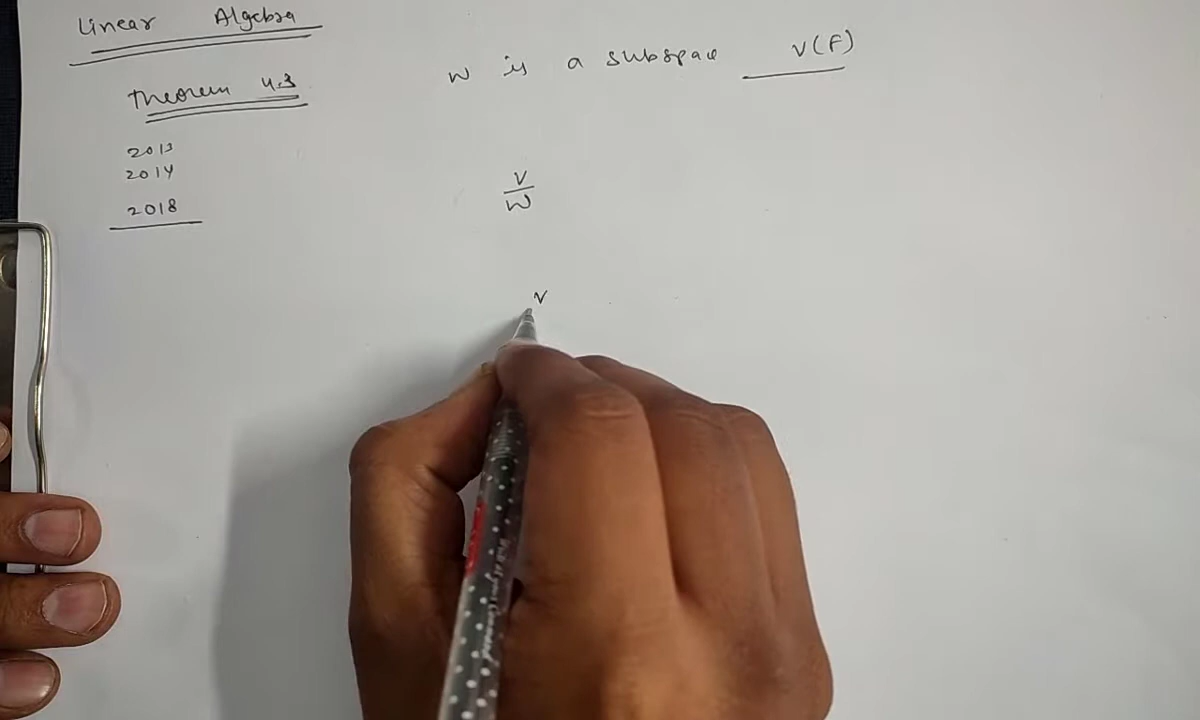 Linear Algebra
Theorem 4.3
2013
2014
2018
W is a subspace V(F)
V
W
V